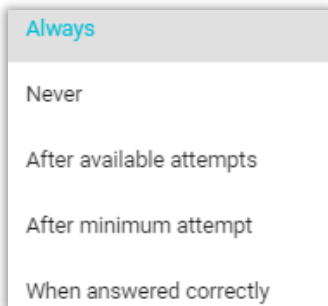 Always
Never
After available attempts
After minimum attempt
When answered correctly